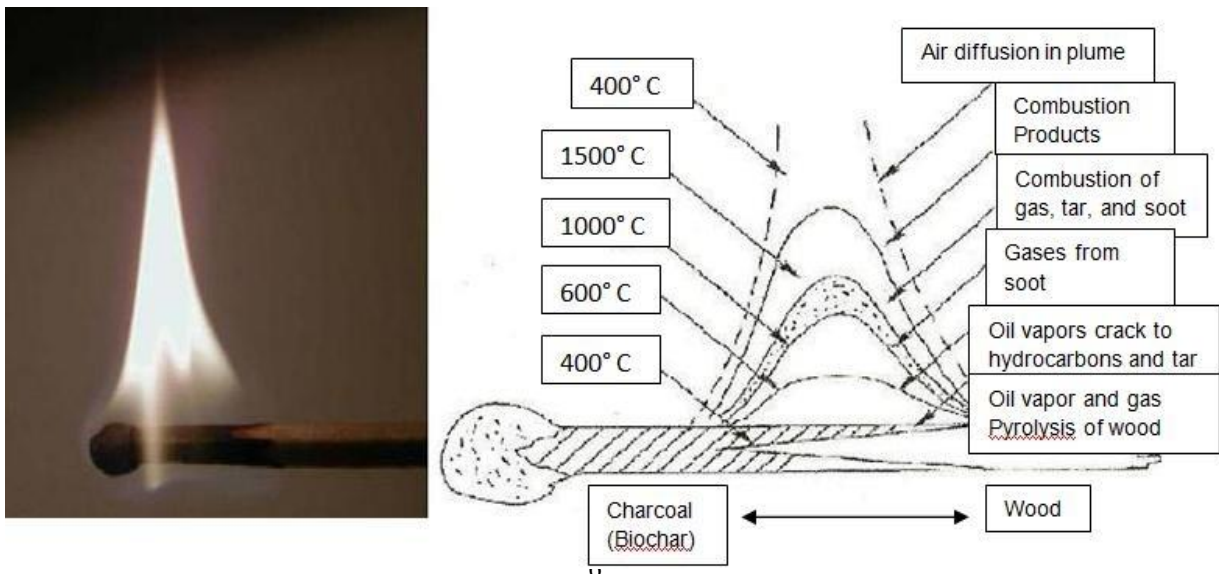 400° C
1500° C
1000° C
600° C
400° C
Air diffusion in plume
Combustion
Products
Combustion of
gas, tar, and soot
Gases from
soot
Oil vapors crack to
hydrocarbons and tar
Oil vapor and gas
Pyrolysis of wood
Charcoal
(Biochar)
Wood